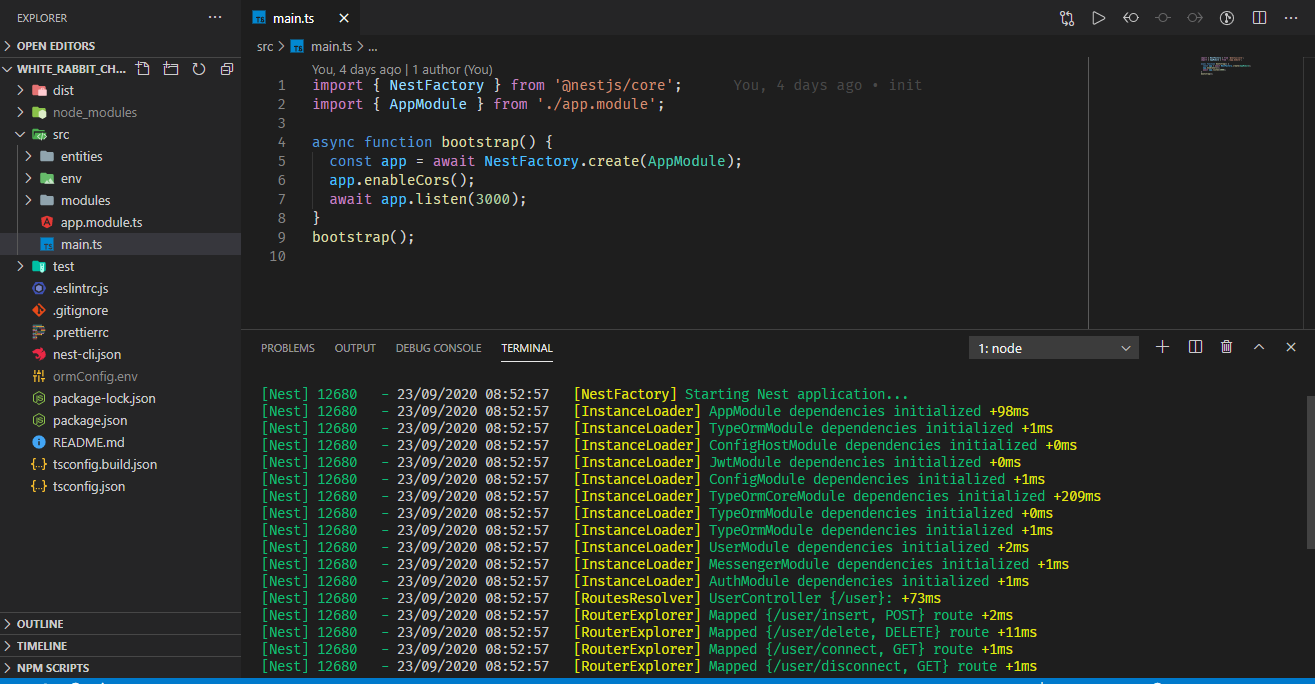 EXPLORER
OPEN EDITORS
WHITE_RABBIT_CH...
dist
node_modules
src
entities
env
modules
app.module.ts
main.ts
test
.eslintrc.js
.gitignore
.prettierrc
nest-cli.json
ormConfig.env
package-lock.json
package.json
README.md
tsconfig.build.json
tsconfig.json
OUTLINE
TIMELINE
NPM SCRIPTS
main.ts
src > main.ts > ...
You, 4 days ago | 1 author (You)
1 import { NestFactory } from '@nestjs/core'; You, 4 days ago • init
2 import { AppModule } from './app.module';
3
4 async function bootstrap() {
5 const app = await NestFactory.create(AppModule);
6 app.enableCors();
7 await app.listen(3000);
8 }
9 bootstrap();
10
PROBLEMS OUTPUT DEBUG CONSOLE TERMINAL 1: node
[Nest] 12680 - 23/09/2020 08:52:57 [NestFactory] Starting Nest application...
[Nest] 12680 - 23/09/2020 08:52:57 [InstanceLoader] AppModule dependencies initialized +98ms
[Nest] 12680 - 23/09/2020 08:52:57 [InstanceLoader] TypeOrmModule dependencies initialized +1ms
[Nest] 12680 - 23/09/2020 08:52:57 [InstanceLoader] ConfigHostModule dependencies initialized +0ms
[Nest] 12680 - 23/09/2020 08:52:57 [InstanceLoader] JwtModule dependencies initialized +0ms
[Nest] 12680 - 23/09/2020 08:52:57 [InstanceLoader] ConfigModule dependencies initialized +1ms
[Nest] 12680 - 23/09/2020 08:52:57 [InstanceLoader] TypeOrmCoreModule dependencies initialized +209ms
[Nest] 12680 - 23/09/2020 08:52:57 [InstanceLoader] TypeOrmModule dependencies initialized +0ms
[Nest] 12680 - 23/09/2020 08:52:57 [InstanceLoader] TypeOrmModule dependencies initialized +1ms
[Nest] 12680 - 23/09/2020 08:52:57 [InstanceLoader] UserModule dependencies initialized +2ms
[Nest] 12680 - 23/09/2020 08:52:57 [InstanceLoader] MessengerModule dependencies initialized +1ms
[Nest] 12680 - 23/09/2020 08:52:57 [InstanceLoader] AuthModule dependencies initialized +1ms
[Nest] 12680 - 23/09/2020 08:52:57 [RoutesResolver] UserController {/user}: +73ms
[Nest] 12680 - 23/09/2020 08:52:57 [RouterExplorer] Mapped {/user/insert, POST} route +2ms
[Nest] 12680 - 23/09/2020 08:52:57 [RouterExplorer] Mapped {/user/delete, DELETE} route +11ms
[Nest] 12680 - 23/09/2020 08:52:57 [RouterExplorer] Mapped {/user/connect, GET} route +1ms
[Nest] 12680 - 23/09/2020 08:52:57 [RouterExplorer] Mapped {/user/disconnect, GET} route +1ms